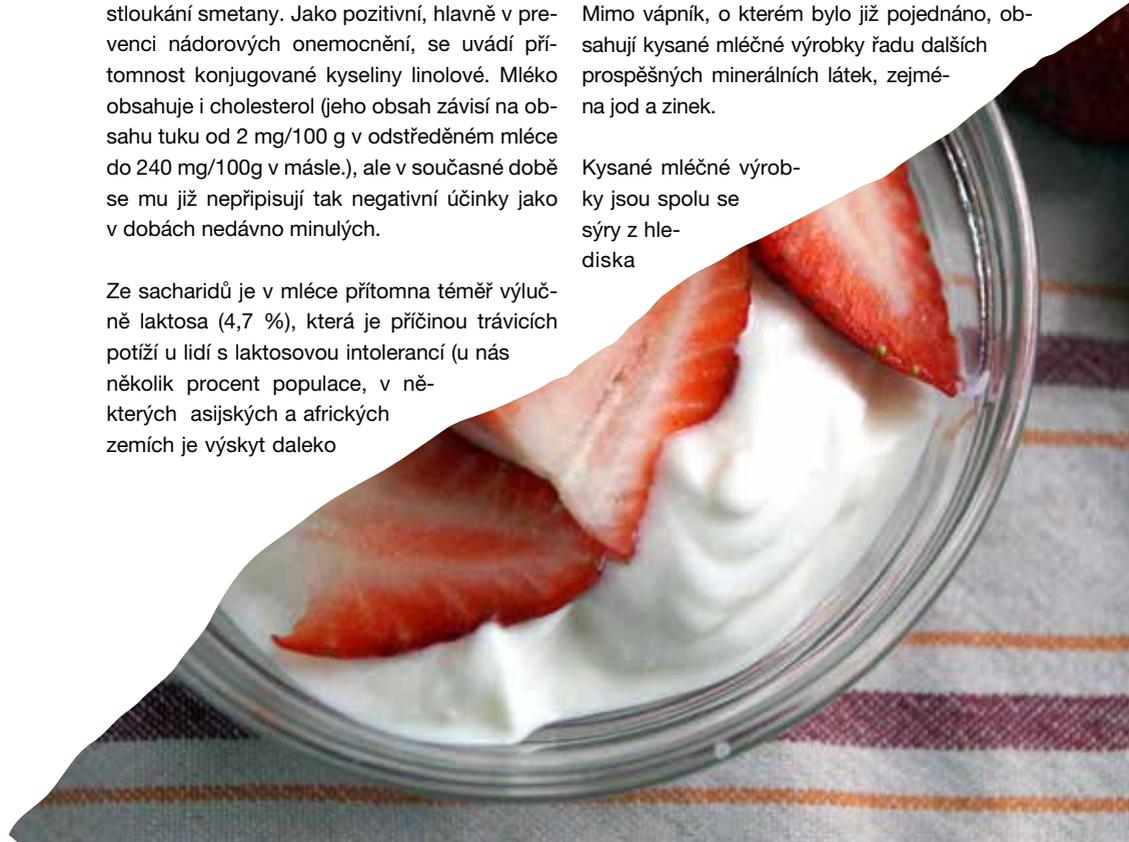 stloukání smetany. Jako pozitivní, hlavně v pre-
venci nádorových onemocnění, se uvádí pří-
tomnost konjugované kyseliny linolové. Mléko
obsahuje i cholesterol (jeho obsah závisí na ob-
sahu tuku od 2 mg/100 g v odstředěném mléce
do 240 mg/100g v másle.), ale v současné době
se mu již nepřipisují tak negativní účinky jako
v dobách nedávno minulých.
Ze sacharidů je v mléce přítomna téměř výluč-
ně laktosa (4,7 %), která je příčinou trávicích
potíží u lidí s laktosovou intolerancí (u nás
několik procent populace, v ně-
kterých asijských a afrických
zemích je výskyt daleko
Mimo vápník, o kterém bylo již pojednáno, ob-
sahují kysané mléčné výrobky řadu dalších
prospěšných minerálních látek, zejmé-
na jod a zinek.
Kysané mléčné výrob-
ky jsou spolu se
sýry z hle-
diska